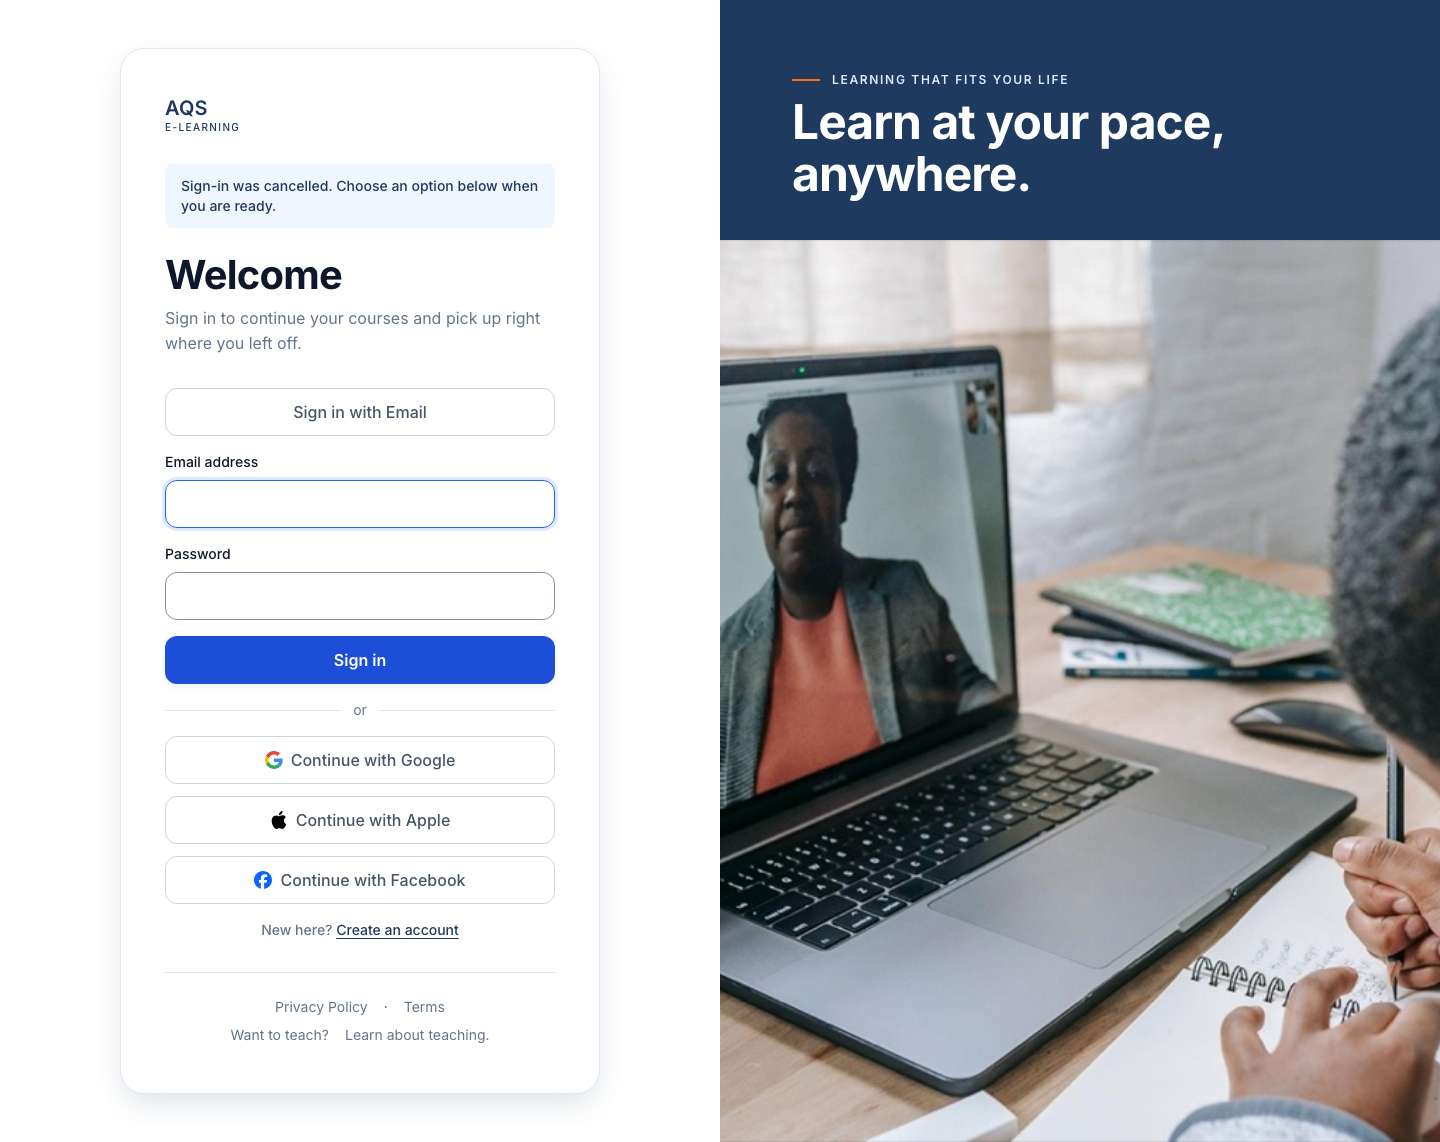 AQS
E-LEARNING
Sign-in was cancelled. Choose an option below when
you are ready.
Welcome
Sign in to continue your courses and pick up right
where you left off.
Sign in with Email
Email address
Password
Sign in
or
Continue with Google
Continue with Apple
Continue with Facebook
New here? Create an account
Privacy Policy · Terms
Want to teach? Learn about teaching.
LEARNING THAT FITS YOUR LIFE
Learn at your pace,
anywhere.